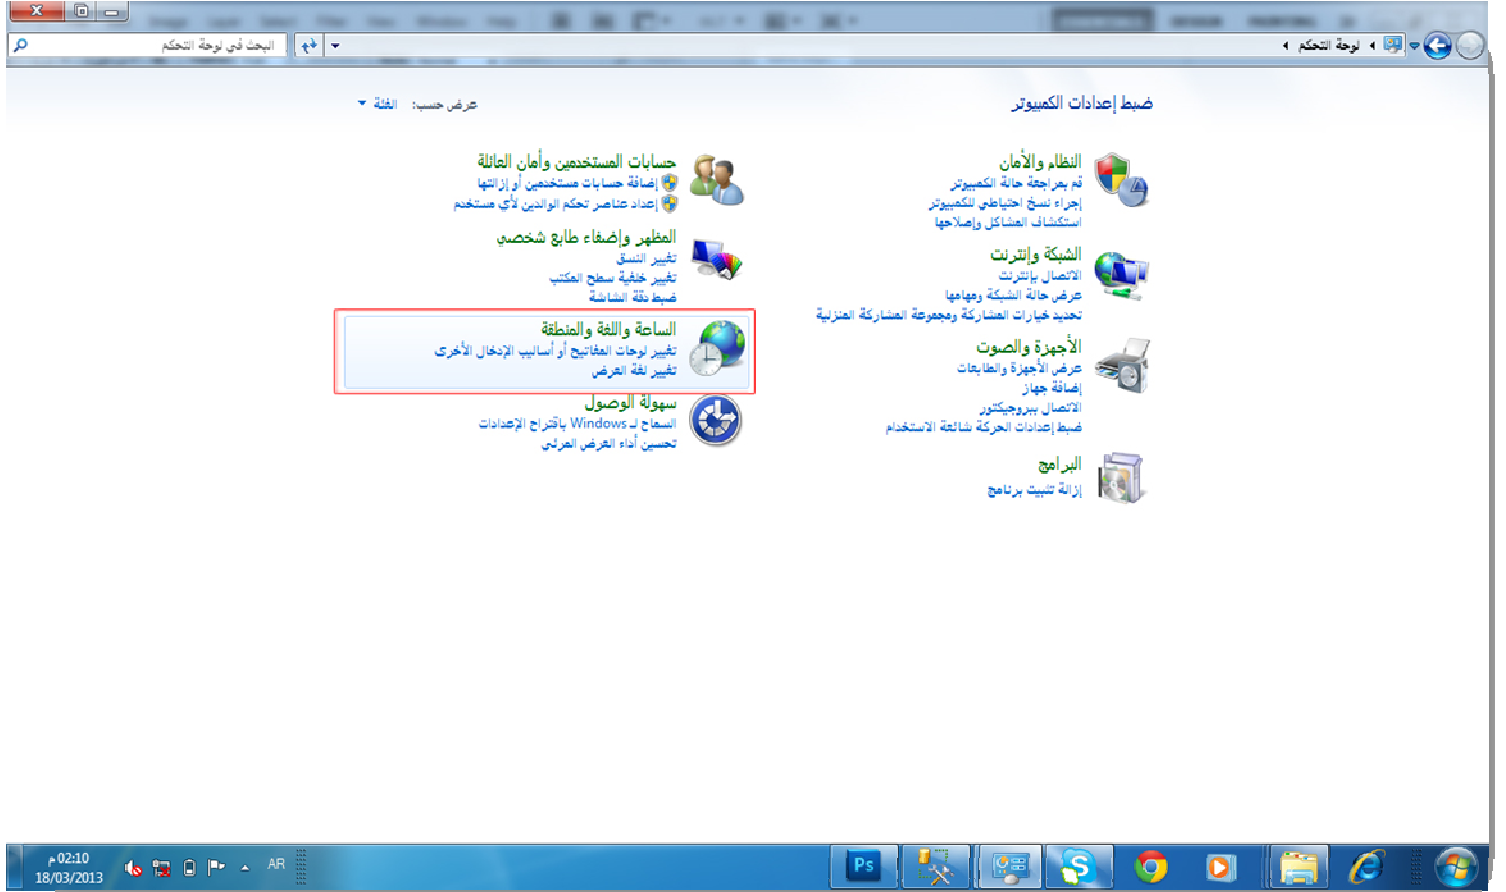 لوحة التحكم
البحث في لوحة التحكم
ضبط إعدادات الكمبيوتر
عرض حسب: الفئة
النظام والأمان
قم بمراجعة حالة الكمبيوتر
إجراء نسخ احتياطي للكمبيوتر
استكشاف المشاكل وإصلاحها
الشبكة وإنترنت
الاتصال بإنترنت
عرض حالة الشبكة ومهامها
تحديد خيارات المشاركة ومجموعة المشاركة المنزلية
الأجهزة والصوت
عرض الأجهزة والطابعات
إضافة جهاز
الاتصال ببروجيكتور
ضبط إعدادات الحركة شائعة الاستخدام
البرامج
إزالة تثبيت برنامج
حسابات المستخدمين وأمان العائلة
إضافة حسابات مستخدمين أو إزالتها
إعداد عناصر تحكم الوالدين لأي مستخدم
المظهر وإضفاء طابع شخصي
تغيير النسق
تغيير خلفية سطح المكتب
ضبط دقة الشاشة
الساعة واللغة والمنطقة
تغيير لوحات المفاتيح أو أساليب الإدخال الأخرى
تغيير لغة العرض
سهولة الوصول
السماح لـ Windows باقتراح الإعدادات
تحسين أداء العرض المرئي
Ps
AR
02:10 م
18/03/2013